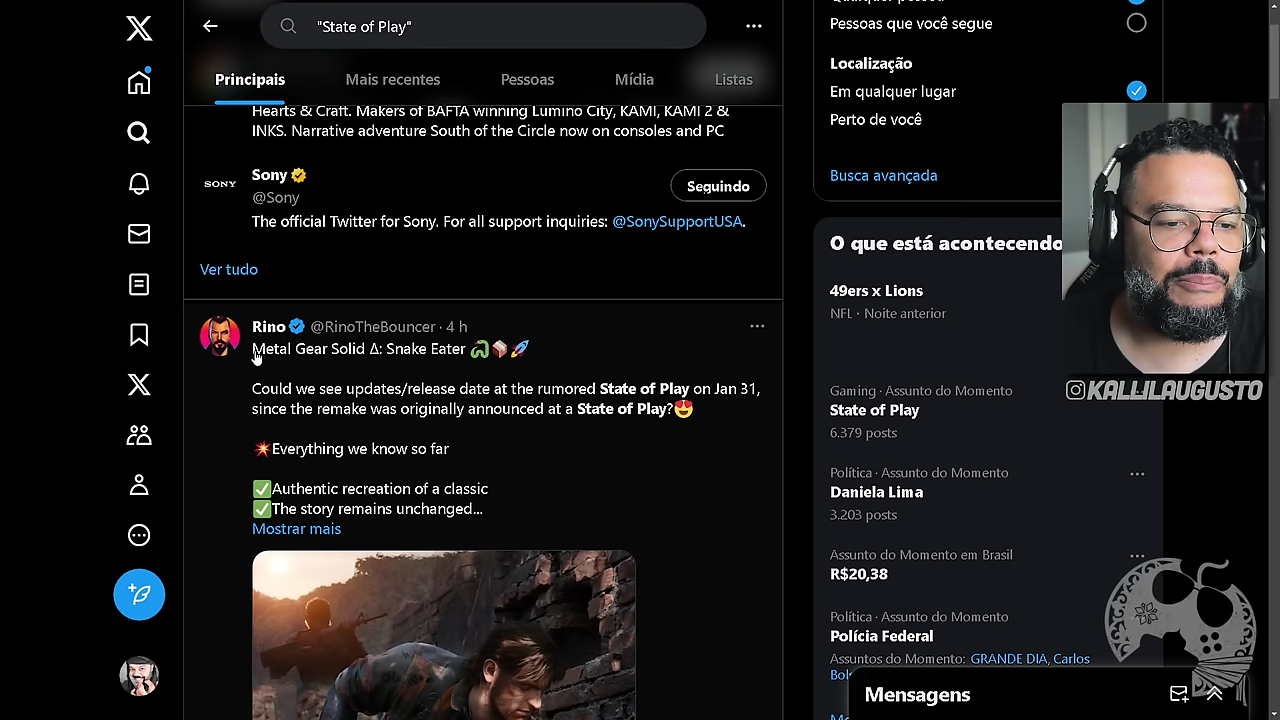 "State of Play"
Principais
Mais recentes
Pessoas
Mídia
Listas
Hearts & Craft. Makers of BAFTA winning Lumino City, KAMI, KAMI 2 &
INKS. Narrative adventure South of the Circle now on consoles and PC
SONY
Sony
@Sony
Seguindo
The official Twitter for Sony. For all support inquiries: @SonySupportUSA.
Ver tudo
Rino @RinoTheBouncer · 4 h
Metal Gear Solid Δ: Snake Eater 🐍📦🚀
Could we see updates/release date at the rumored State of Play on Jan 31,
since the remake was originally announced at a State of Play?😍
💥Everything we know so far
✅Authentic recreation of a classic
✅The story remains unchanged...
Mostrar mais
Pessoas que você segue
Localização
Em qualquer lugar
Perto de você
Busca avançada
O que está acontecendo
49ers x Lions
NFL · Noite anterior
Gaming · Assunto do Momento
State of Play
6.379 posts
Política · Assunto do Momento
Daniela Lima
3.203 posts
Assunto do Momento em Brasil
R$20,38
Política · Assunto do Momento
Polícia Federal
Assuntos do Momento: GRANDE DIA, Carlos
Mensagens
KALLILAUGUSTO